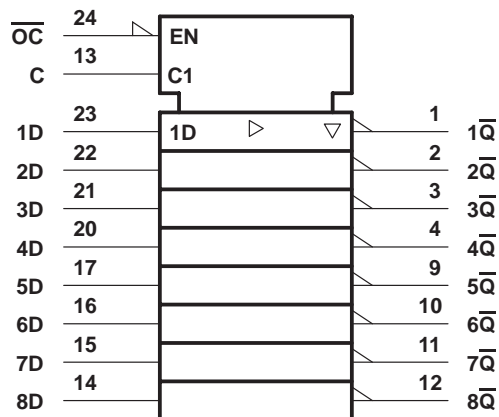 OC 24 EN
C 13 C1
1D 23 1D 1 1Q
2D 22 2 2Q
3D 21 3 3Q
4D 20 4 4Q
5D 17 9 5Q
6D 16 10 6Q
7D 15 11 7Q
8D 14 12 8Q